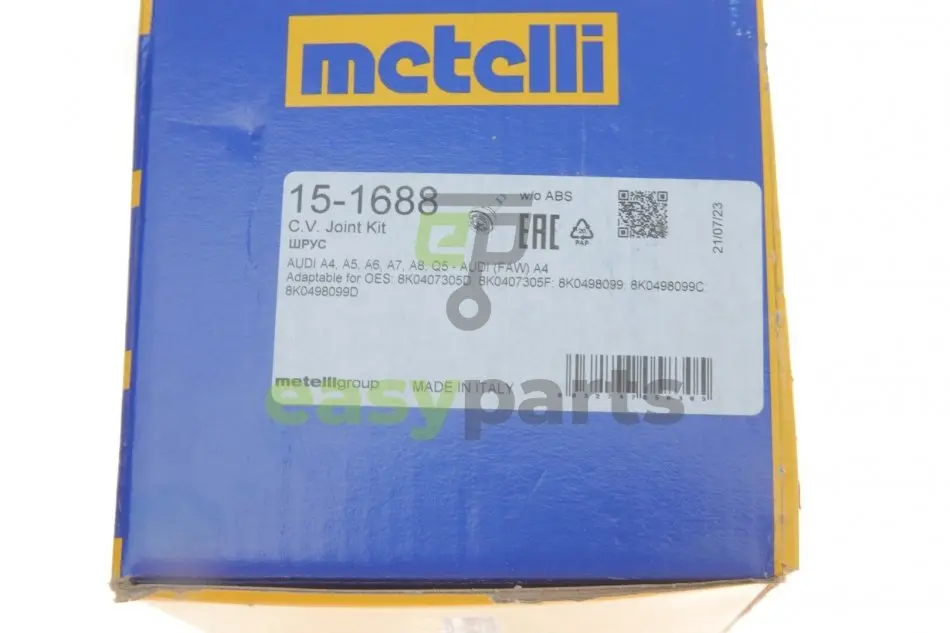 metelli
15-1688
w/o ABS
C.V. Joint Kit
ШРУС
EAC
PAP
21/07/23
AUDI A4, A5, A6, A7, A8, Q5 - AUDI (FAW) A4
Adaptable for OES: 8K0407305D; 8K0407305F; 8K0498099; 8K0498099C;
8K0498099D
metelligroup
MADE IN ITALY
easyparts